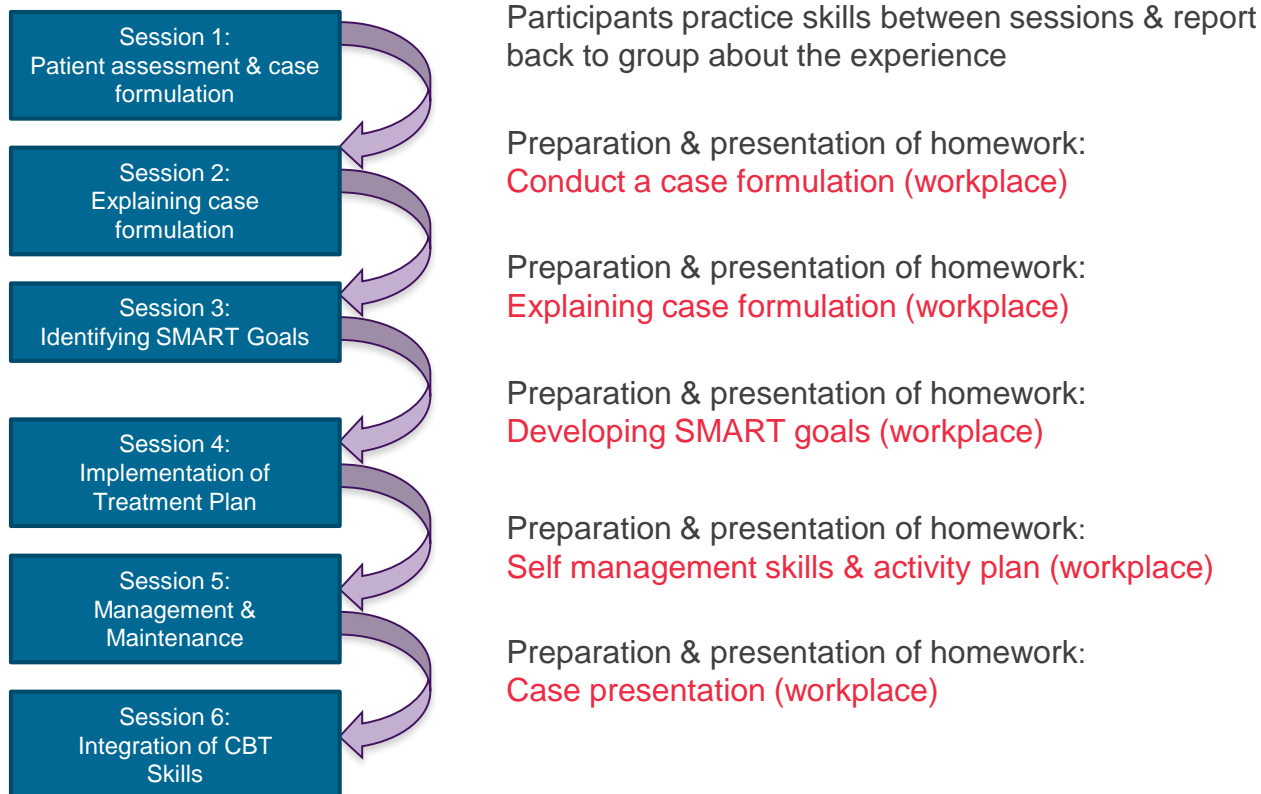 Session 1:
Patient assessment & case
formulation
Participants practice skills between sessions & report
back to group about the experience
Session 2:
Explaining case
formulation
Preparation & presentation of homework:
Conduct a case formulation (workplace)
Session 3:
Identifying SMART Goals
Preparation & presentation of homework:
Explaining case formulation (workplace)
Session 4:
Implementation of
Treatment Plan
Preparation & presentation of homework:
Developing SMART goals (workplace)
Session 5:
Management &
Maintenance
Preparation & presentation of homework:
Self management skills & activity plan (workplace)
Session 6:
Integration of CBT
Skills
Preparation & presentation of homework:
Case presentation (workplace)